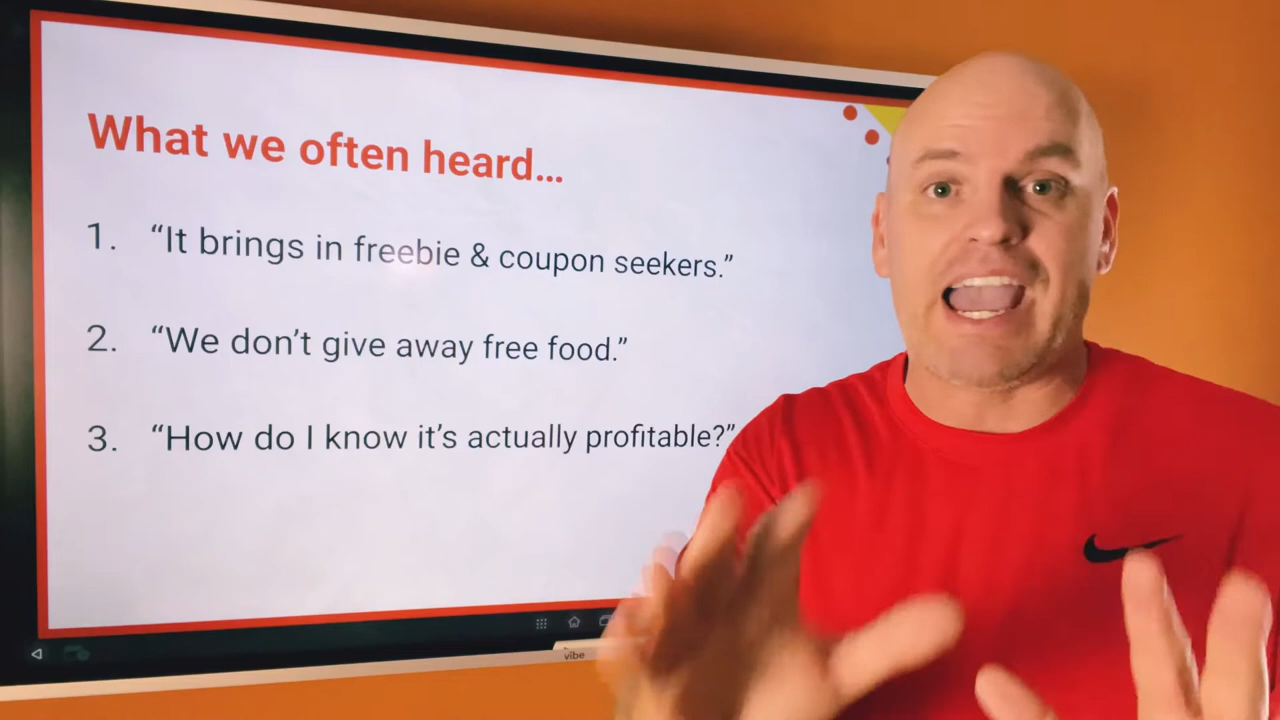 What we often heard...
1. “It brings in freebie & coupon seekers.”
2. “We don’t give away free food.”
3. “How do I know it’s actually profitable?”
vibe